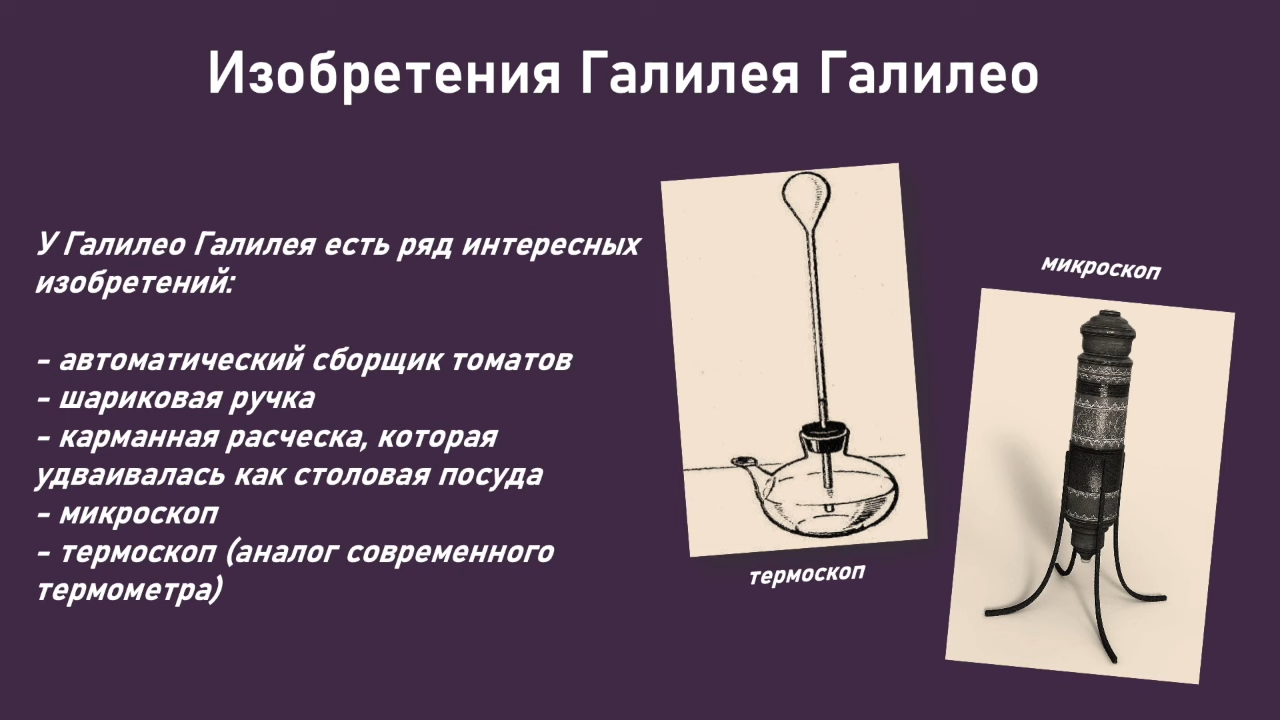 Изобретения Галилея Галилео
У Галилео Галилея есть ряд интересных
изобретений:
- автоматический сборщик томатов
- шариковая ручка
- карманная расческа, которая
удваивалась как столовая посуда
- микроскоп
- термоскоп (аналог современного
термометра)
термоскоп
микроскоп